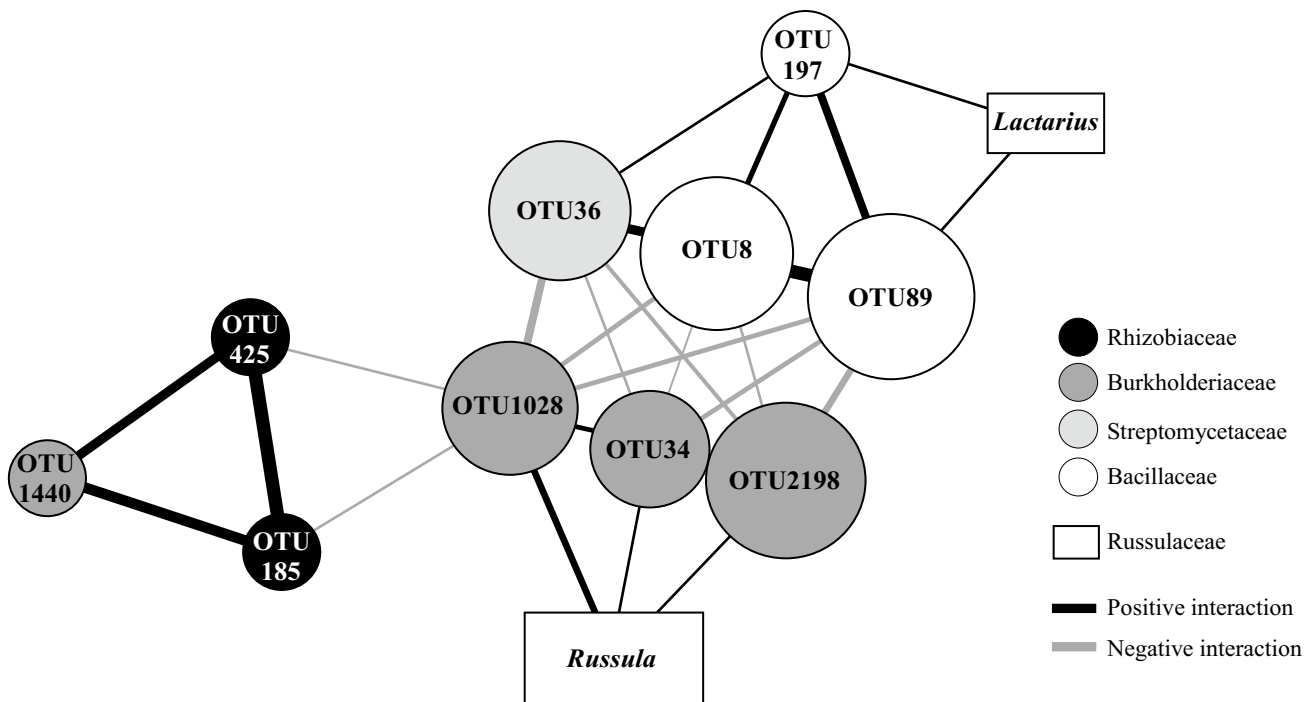 OTU
197
Lactarius
OTU36
OTU8
OTU89
OTU
425
OTU1028
OTU34
OTU2198
OTU
1440
OTU
185
Russula
Rhizobiaceae
Burkholderiaceae
Streptomycetaceae
Bacillaceae
Russulaceae
Positive interaction
Negative interaction